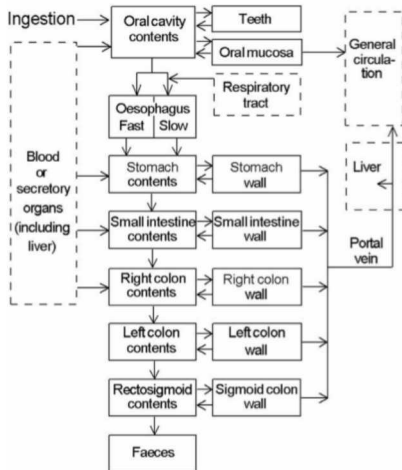 Ingestion
Oral cavity
contents
Teeth
Oral mucosa
General
circula-
tion
Respiratory
tract
Oesophagus
Fast
Slow
Blood
or
secretory
organs
(including
liver)
Stomach
contents
Stomach
wall
Liver
Small intestine
contents
Small intestine
wall
Portal
vein
Right colon
contents
Right colon
wall
Left colon
contents
Left colon
wall
Rectosigmoid
contents
Sigmoid colon
wall
Faeces